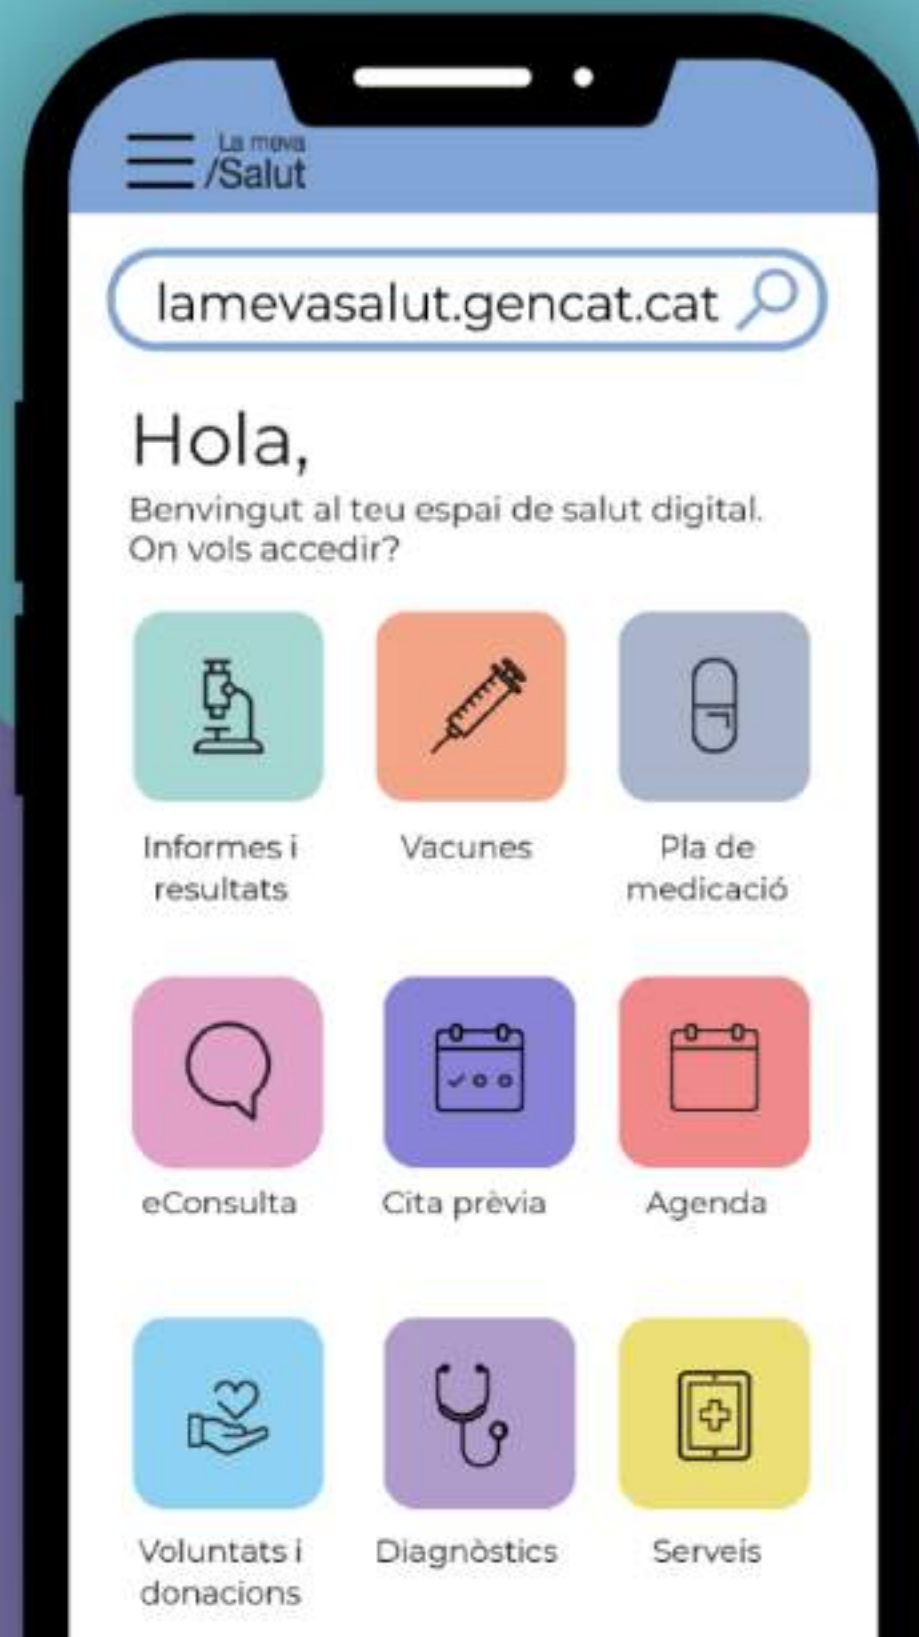 La meva
/Salut
lamevasalut.gencat.cat
Hola,
Benvingut al teu espai de salut digital.
On vols accedir?
Informes i
resultats
Vacunes
Pla de
medicació
eConsulta
Cita prèvia
Agenda
Voluntats i
donacions
Diagnòstics
Serveis